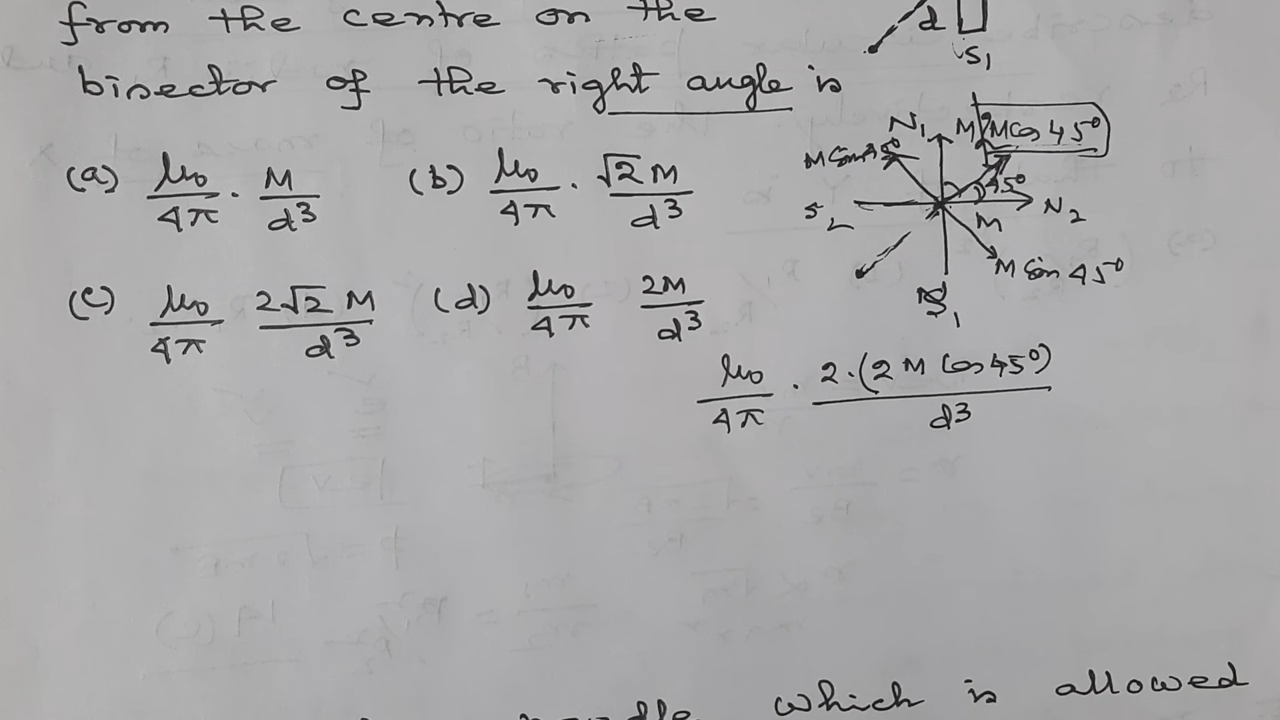 from the centre on the
bisector of the right angle is
d
S₁
(a) μ₀/4π · M/d³ (b) μ₀/4π · √2 M/d³
(c) μ₀/4π 2√2 M/d³ (d) μ₀/4π 2M/d³
N₁ M
M Cos 45°
M Sin 45°
45°
S₂ N₂
M
M Sin 45°
S₁
μ₀/4π · 2·(2 M Cos 45°)/d³
which is allowed